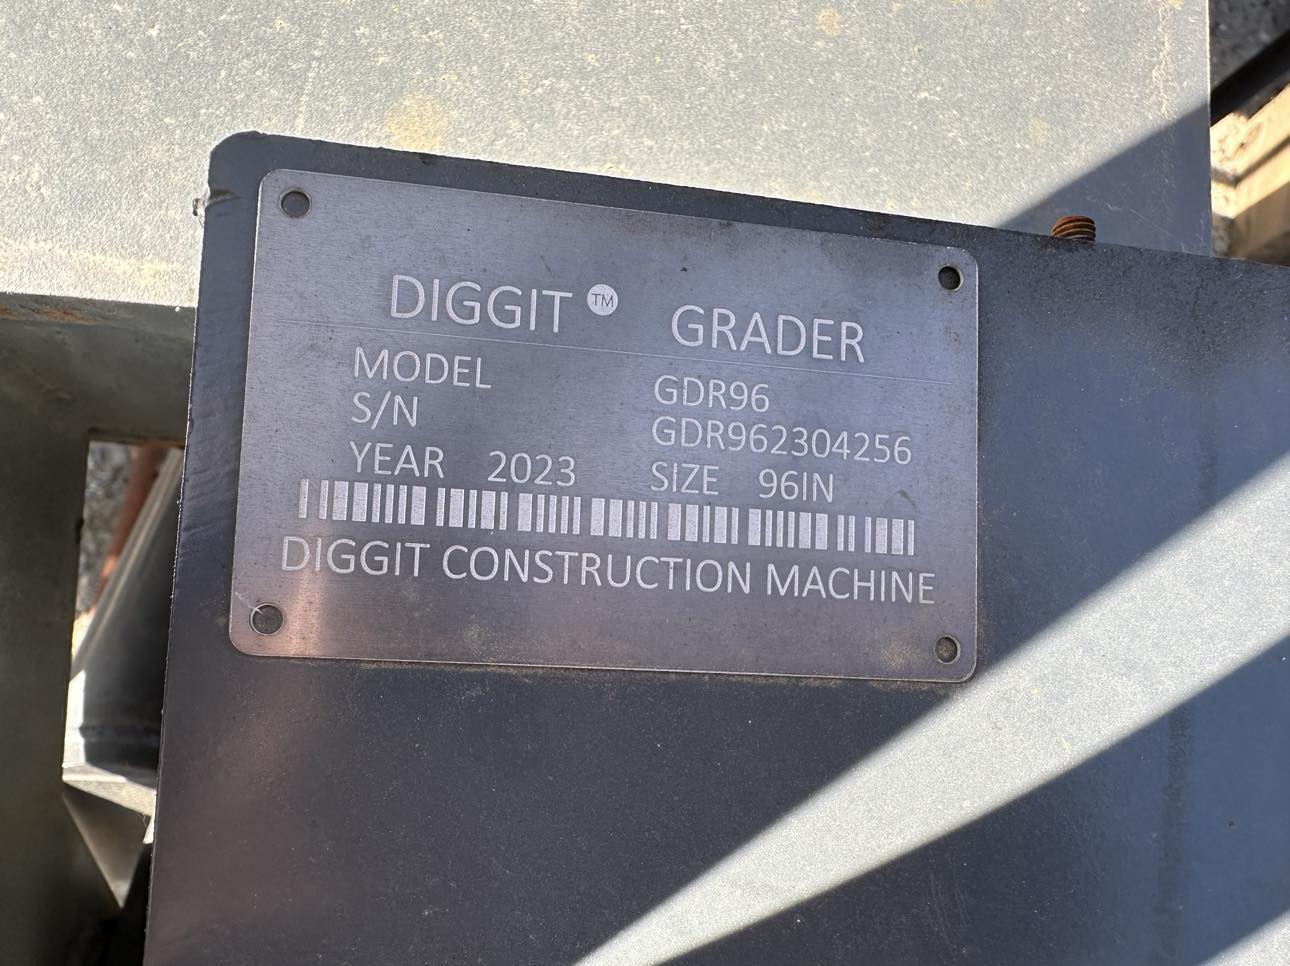 DIGGIT™ GRADER
MODEL GDR96
S/N GDR962304256
YEAR 2023 SIZE 96IN
DIGGIT CONSTRUCTION MACHINE